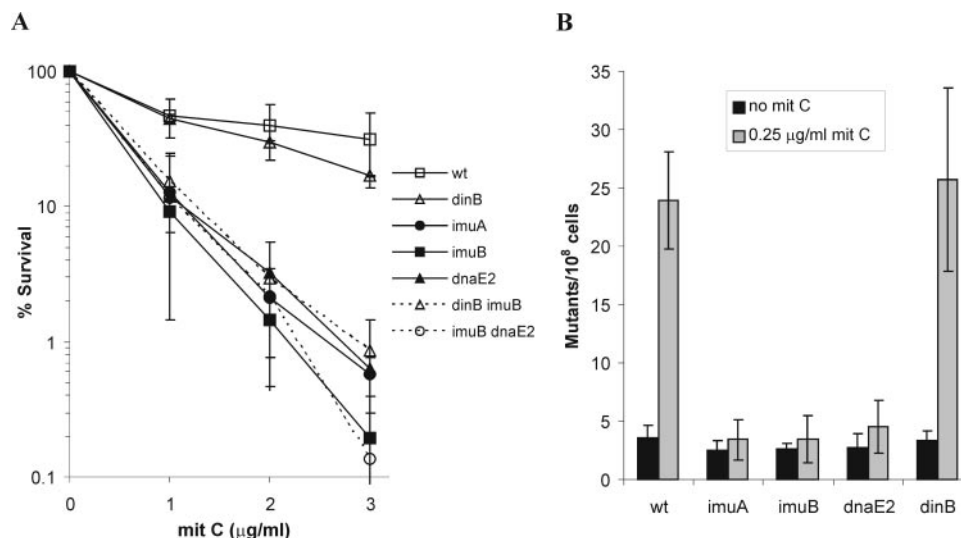 A
100
10
1
0.1
% Survival
0
1
2
3
mit C (μg/ml)
wt
dinB
imuA
imuB
dnaE2
dinB imuB
imuB dnaE2
B
35
30
25
20
15
10
5
0
Mutants/10⁸ cells
no mit C
0.25 μg/ml mit C
wt
imuA
imuB
dnaE2
dinB